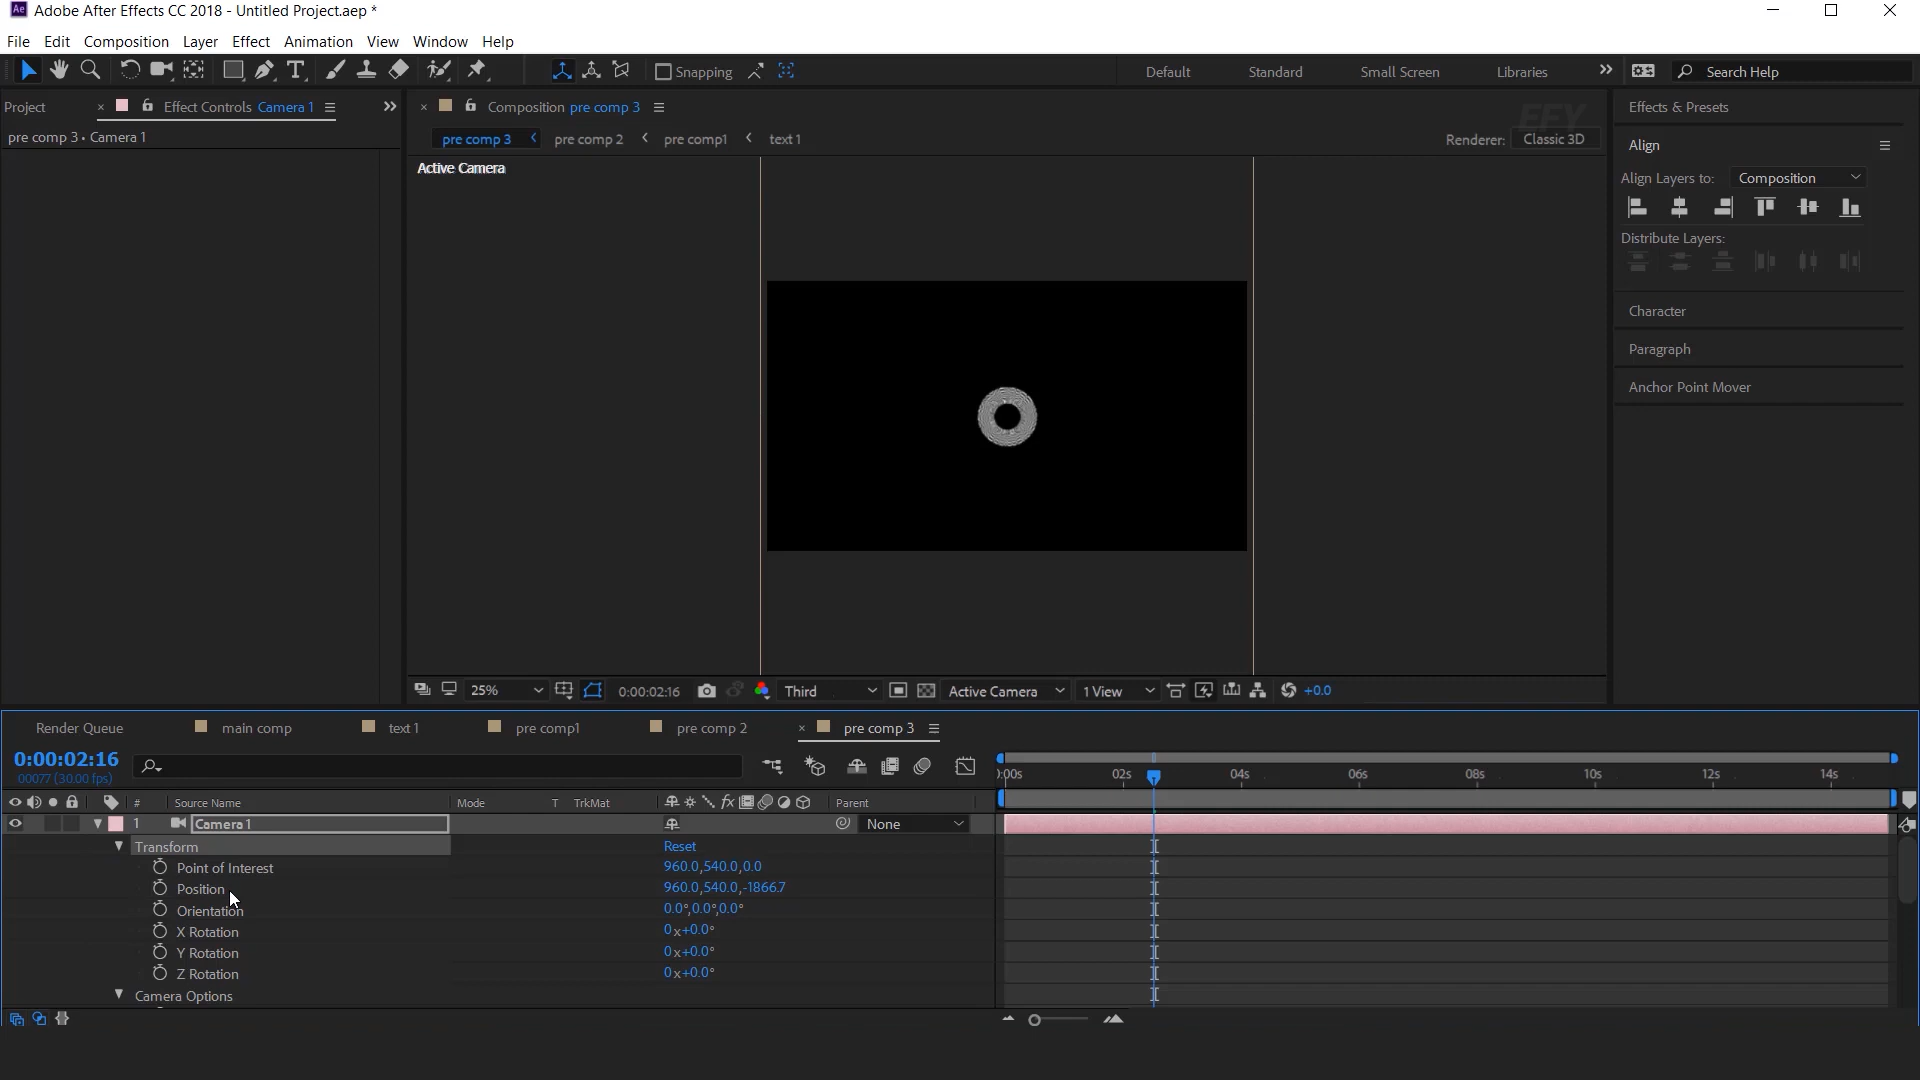 Adobe After Effects CC 2018 - Untitled Project.aep *
File Edit Composition Layer Effect Animation View Window Help
Snapping
Default Standard Small Screen Libraries
Search Help
Project Effect Controls Camera 1
Composition pre comp 3
EFY
Effects & Presets
pre comp 3 • Camera 1
pre comp 3 pre comp 2 pre comp1 text 1
Renderer: Classic 3D
Active Camera
Align
Align Layers to: Composition
Distribute Layers:
Character
Paragraph
Anchor Point Mover
25% 0:00:02:16 Third Active Camera 1 View +0.0
Render Queue main comp text 1 pre comp1 pre comp 2 pre comp 3
0:00:02:16
00077 (30.00 fps)
):00s 02s 04s 06s 08s 10s 12s 14s
# Source Name Mode T TrkMat fx Parent
1 Camera 1 None
Transform Reset
Point of Interest 960.0,540.0,0.0
Position 960.0,540.0,-1866.7
Orientation 0.0°,0.0°,0.0°
X Rotation 0x+0.0°
Y Rotation 0x+0.0°
Z Rotation 0x+0.0°
Camera Options